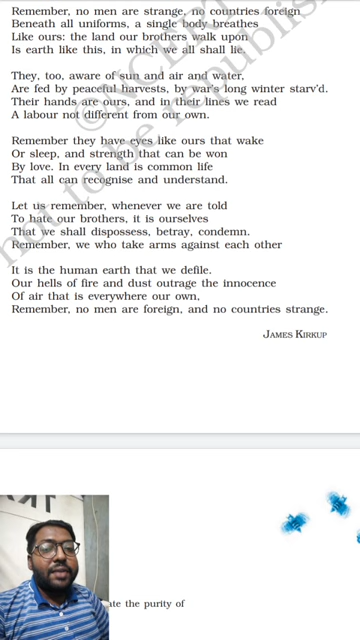 Remember, no men are strange, no countries foreign
Beneath all uniforms, a single body breathes
Like ours: the land our brothers walk upon
Is earth like this, in which we all shall lie.
They, too, aware of sun and air and water,
Are fed by peaceful harvests, by war's long winter starv'd.
Their hands are ours, and in their lines we read
A labour not different from our own.
Remember they have eyes like ours that wake
Or sleep, and strength that can be won
By love. In every land is common life
That all can recognise and understand.
Let us remember, whenever we are told
To hate our brothers, it is ourselves
That we shall dispossess, betray, condemn.
Remember, we who take arms against each other
It is the human earth that we defile.
Our hells of fire and dust outrage the innocence
Of air that is everywhere our own,
Remember, no men are foreign, and no countries strange.
JAMES KIRKUP
©NCERT
not to be republish
the purity of